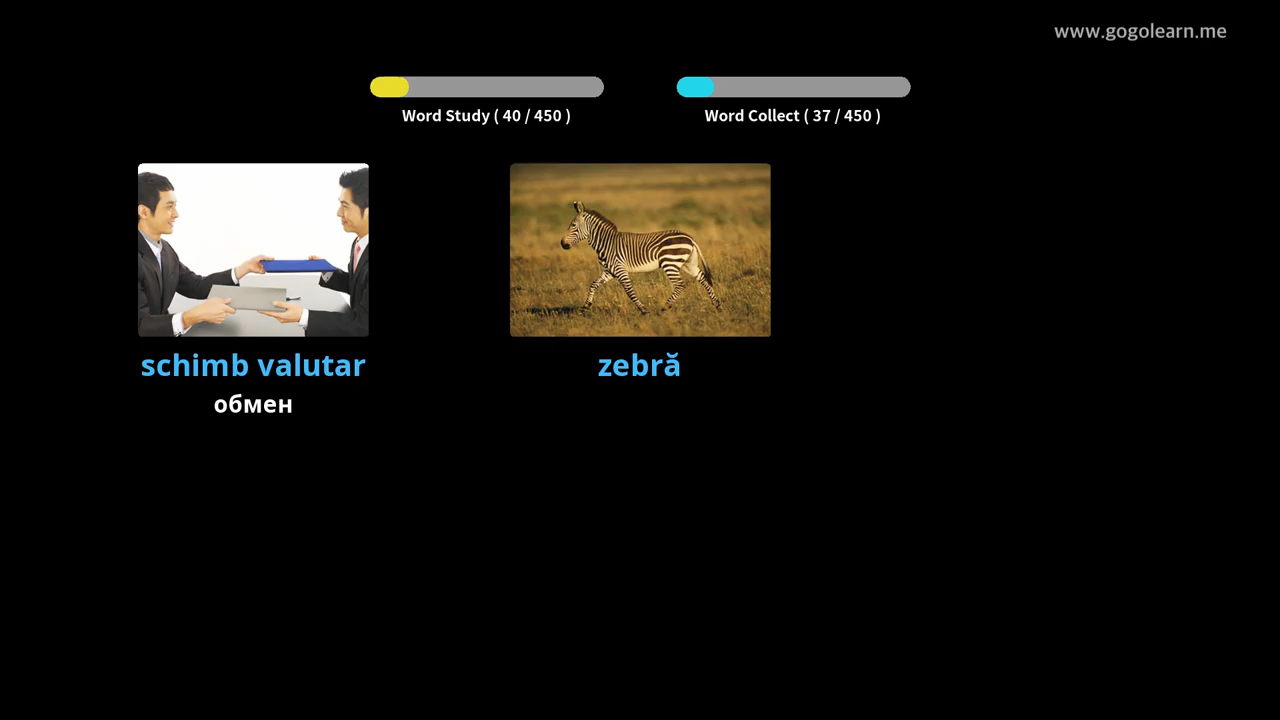 www.gogolearn.me
Word Study ( 40 / 450 )
Word Collect ( 37 / 450 )
schimb valutar
обмен
zebră